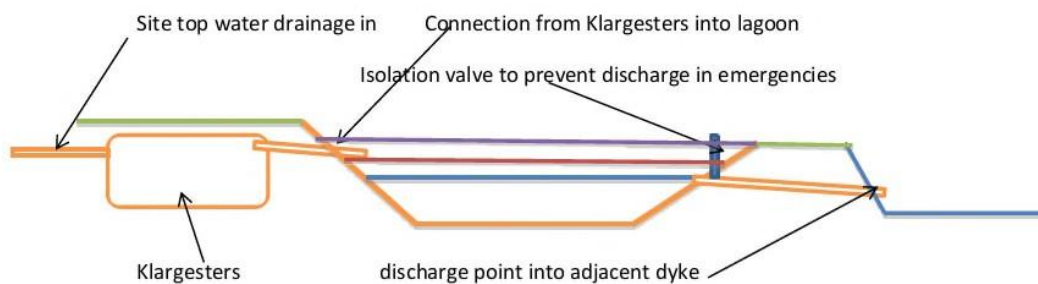 Site top water drainage in
Connection from Klargesters into lagoon
Isolation valve to prevent discharge in emergencies
Klargesters
discharge point into adjacent dyke